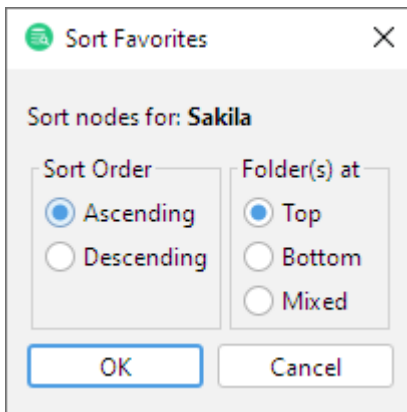 Sort Favorites
Sort nodes for: Sakila
Sort Order
Ascending
Descending
Folder(s) at
Top
Bottom
Mixed
OK
Cancel